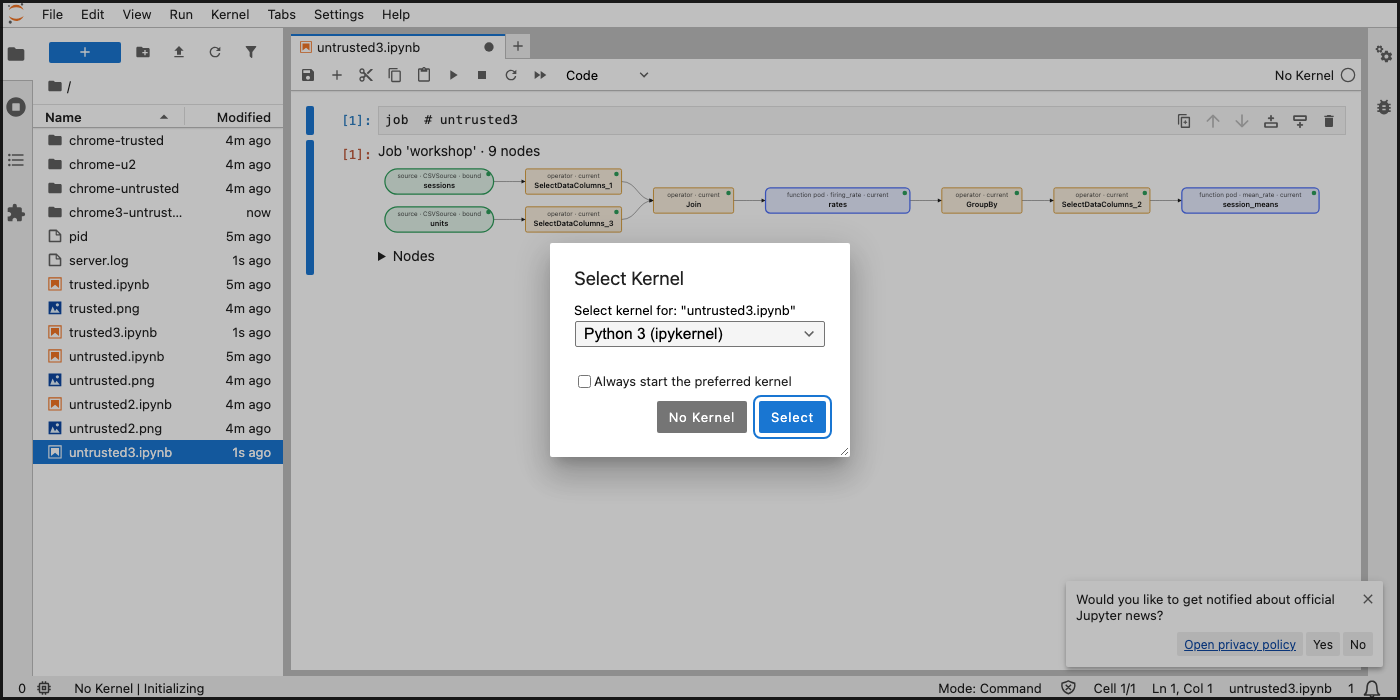 File Edit View Run Kernel Tabs Settings Help
untrusted3.ipynb
Code
No Kernel
/
Name Modified
chrome-trusted 4m ago
chrome-u2 4m ago
chrome-untrusted 4m ago
chrome3-untrust... now
pid 5m ago
server.log 1s ago
trusted.ipynb 5m ago
trusted.png 4m ago
trusted3.ipynb 1s ago
untrusted.ipynb 5m ago
untrusted.png 4m ago
untrusted2.ipynb 4m ago
untrusted2.png 4m ago
untrusted3.ipynb 1s ago
[1]: job # untrusted3
[1]: Job 'workshop' · 9 nodes
source · CSVSource · bound
sessions
operator · current
SelectDataColumns_1
source · CSVSource · bound
units
operator · current
SelectDataColumns_3
operator · current
Join
function pod · firing_rate · current
rates
operator · current
GroupBy
operator · current
SelectDataColumns_2
function pod · mean_rate · current
session_means
Nodes
Select Kernel
Select kernel for: "untrusted3.ipynb"
Python 3 (ipykernel)
Always start the preferred kernel
No Kernel Select
Would you like to get notified about official
Jupyter news?
Open privacy policy Yes No
0 No Kernel | Initializing Mode: Command Cell 1/1 Ln 1, Col 1 untrusted3.ipynb 1